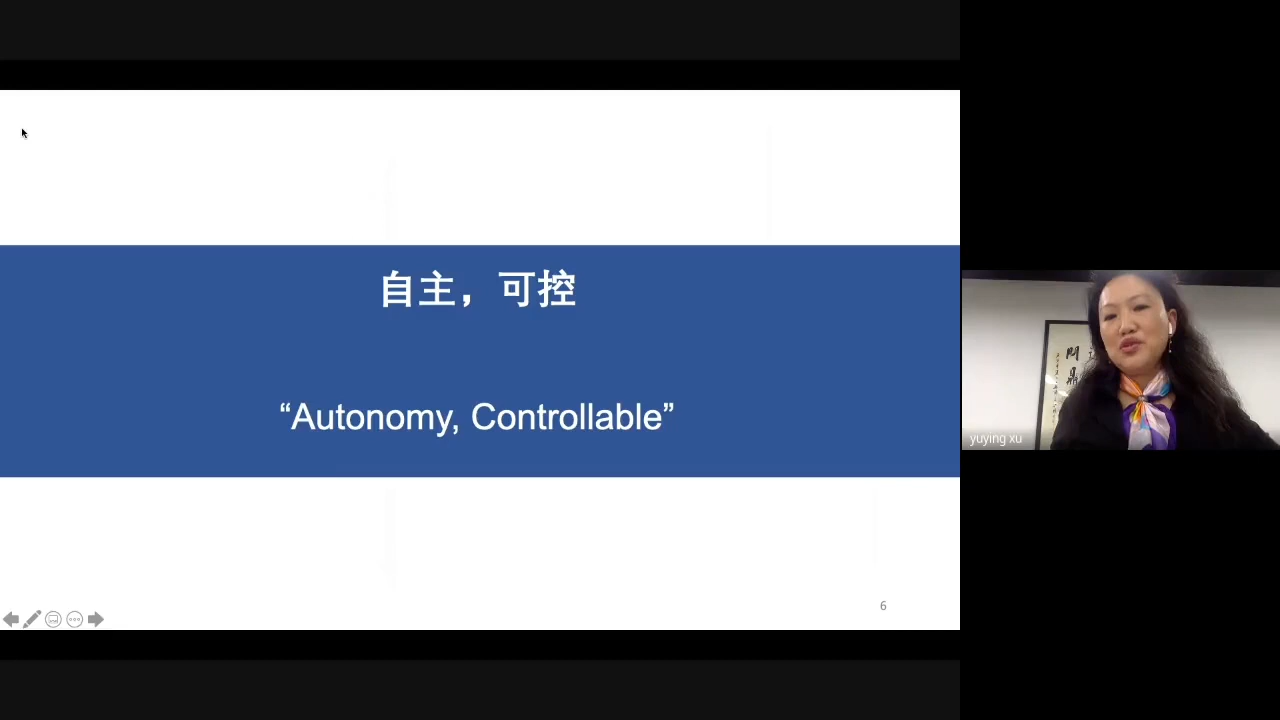 自主，可控
“Autonomy, Controllable”
6
yuying xu